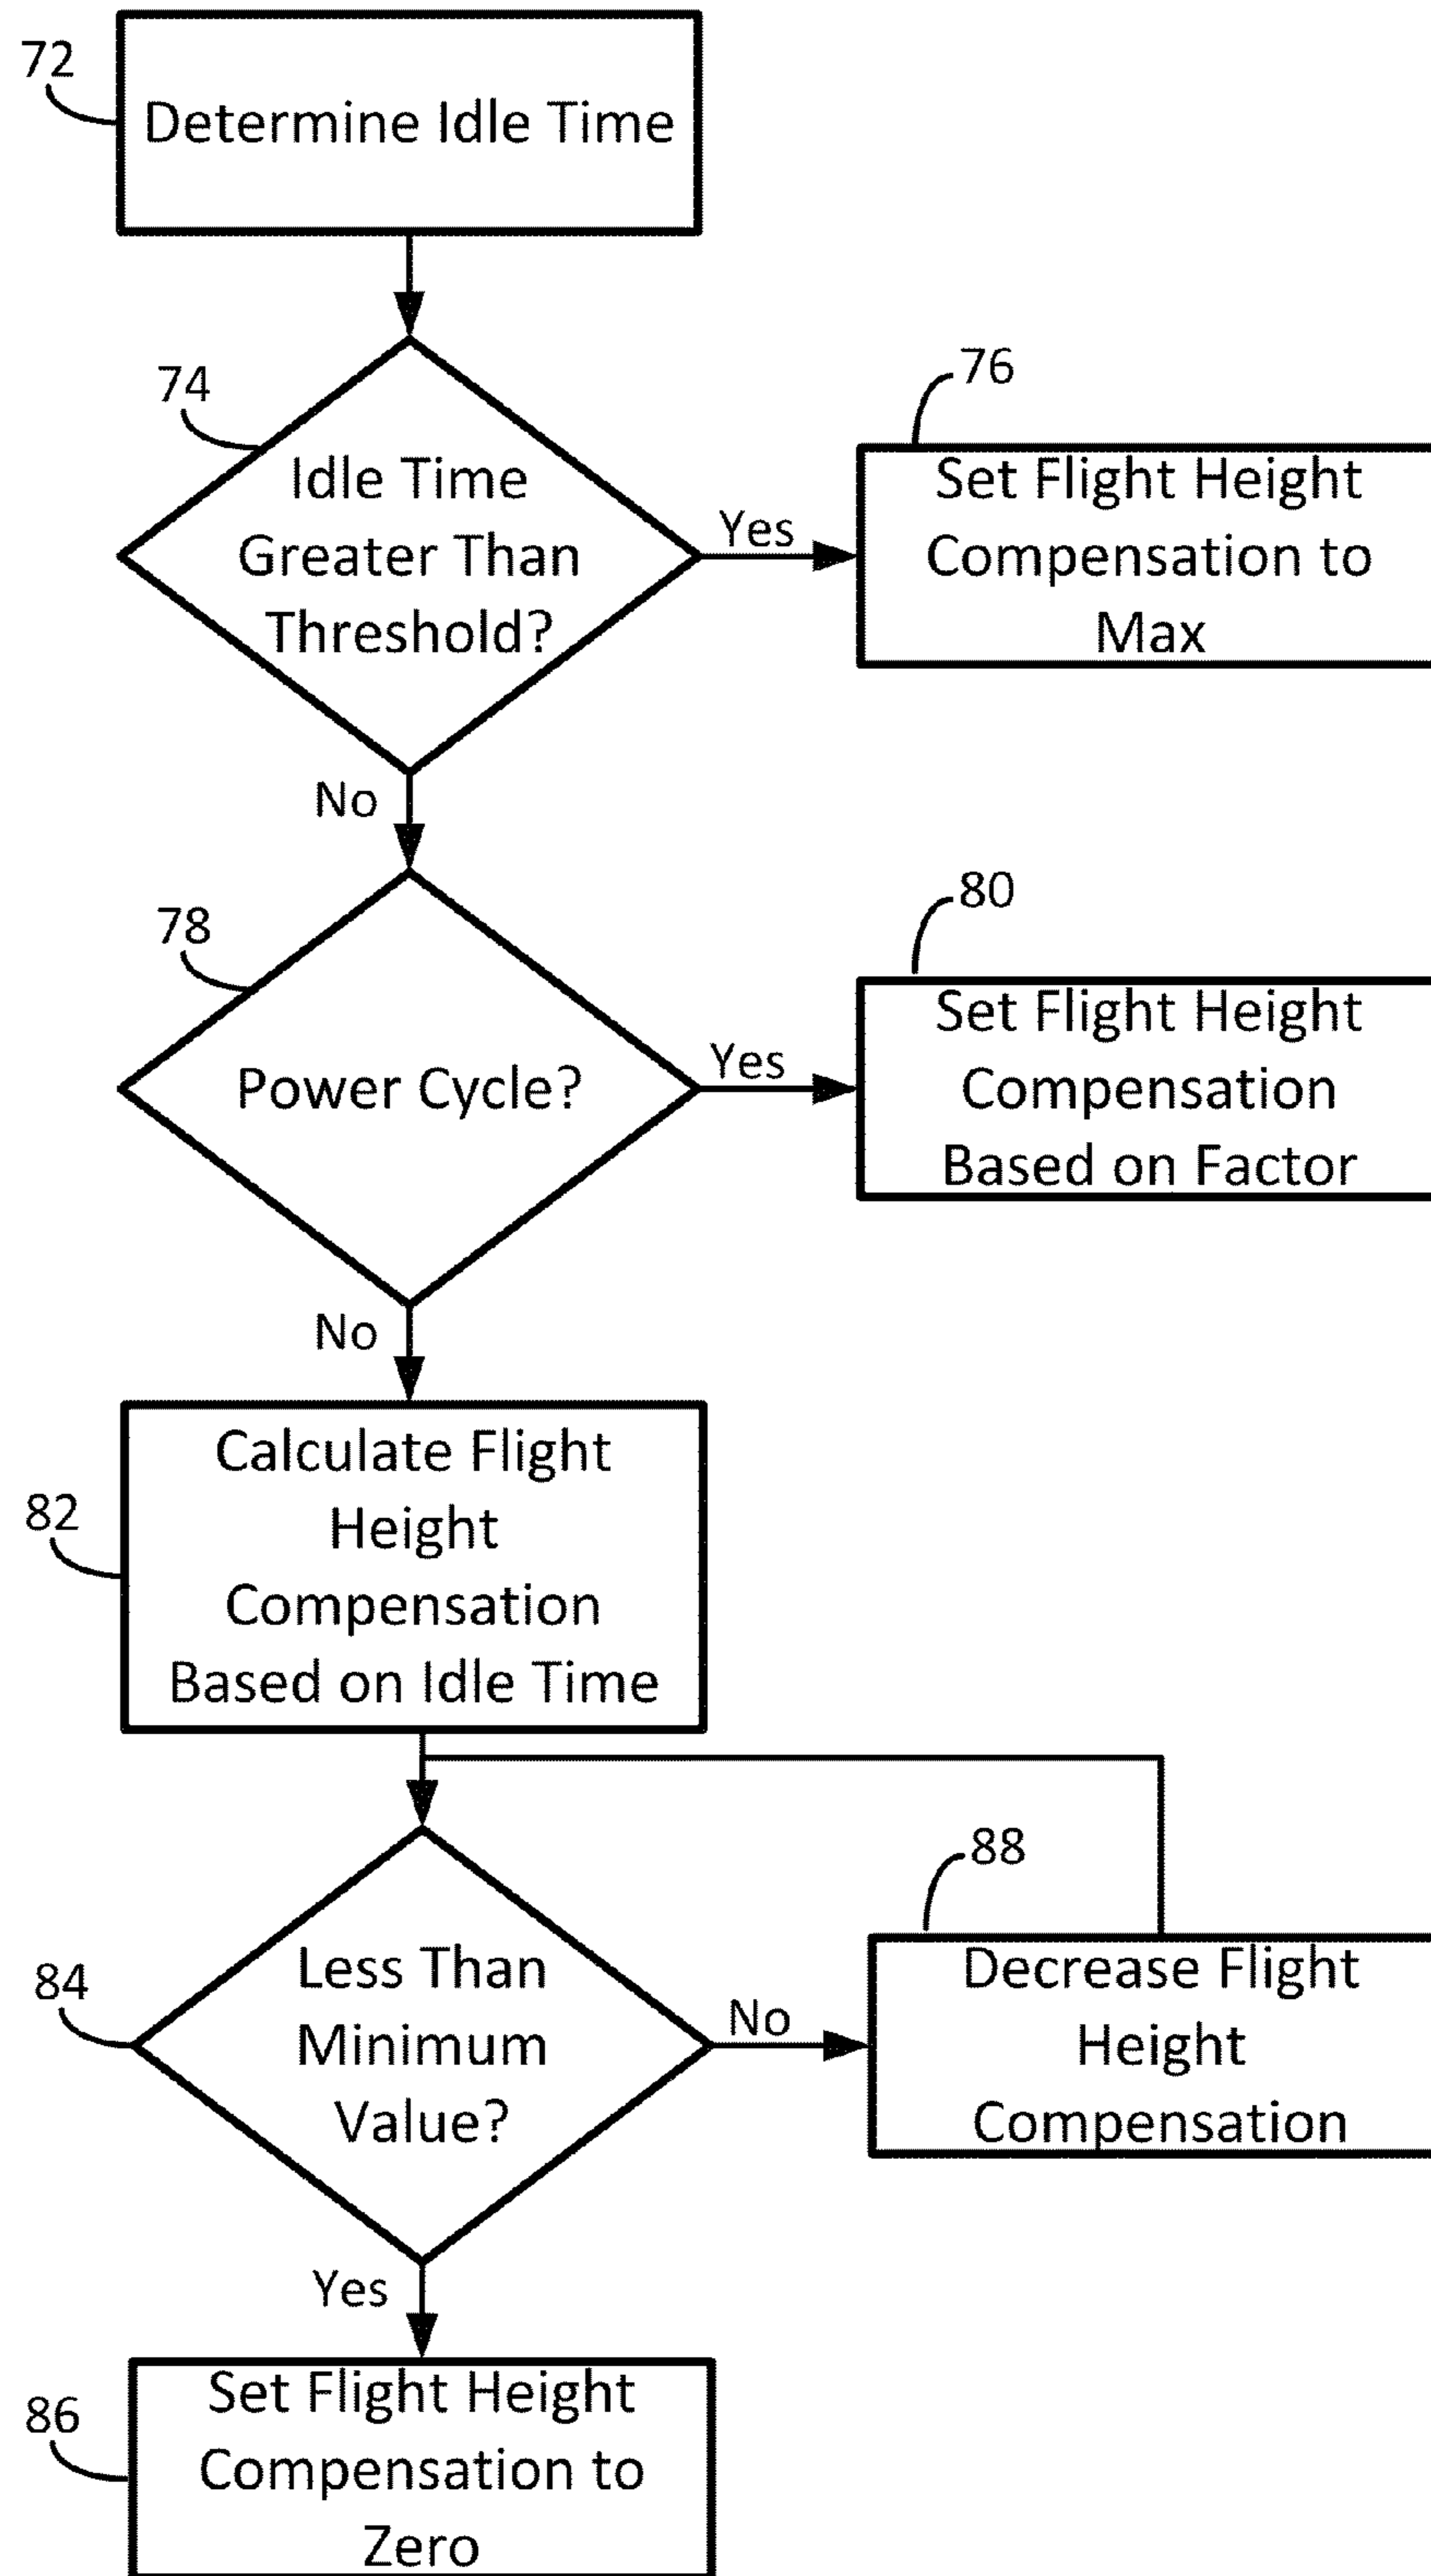 72
Determine Idle Time
74
Idle Time
Greater Than
Threshold?
Yes
76
Set Flight Height
Compensation to
Max
No
78
Power Cycle?
Yes
80
Set Flight Height
Compensation
Based on Factor
No
82
Calculate Flight
Height
Compensation
Based on Idle Time
84
Less Than
Minimum
Value?
No
88
Decrease Flight
Height
Compensation
Yes
86
Set Flight Height
Compensation to
Zero